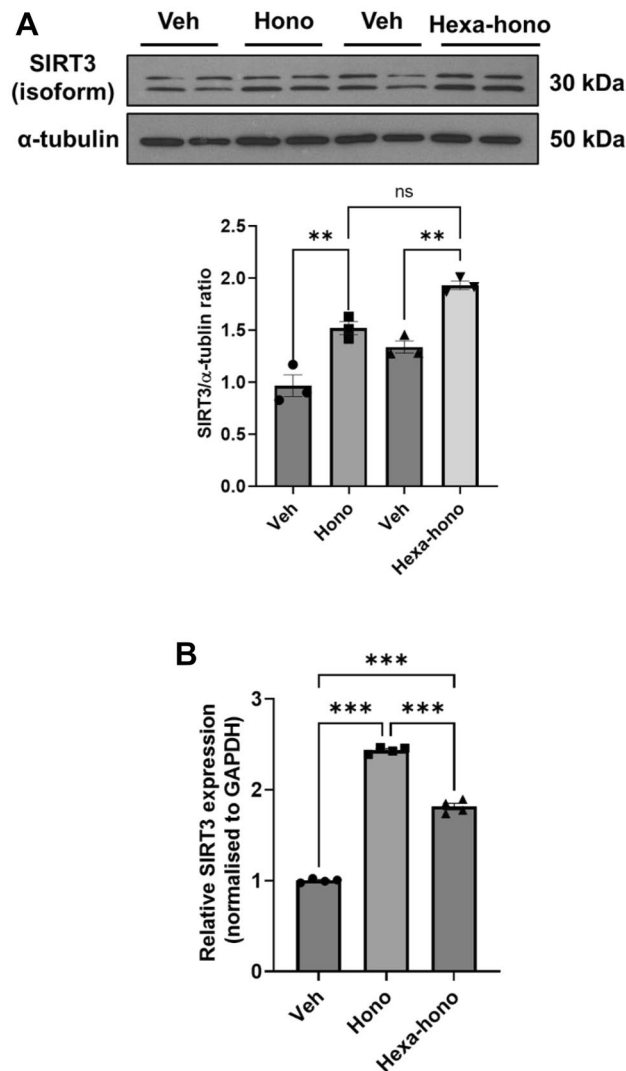 A
Veh Hono Veh Hexa-hono
SIRT3
(isoform)
30 kDa
α-tubulin
50 kDa
ns
** **
2.5
2.0
1.5
1.0
0.5
0.0
SIRT3/α-tublin ratio
Veh Hono Veh Hexa-hono
B
***
*** ***
3
2
1
0
Relative SIRT3 expression
(normalised to GAPDH)
Veh Hono Hexa-hono